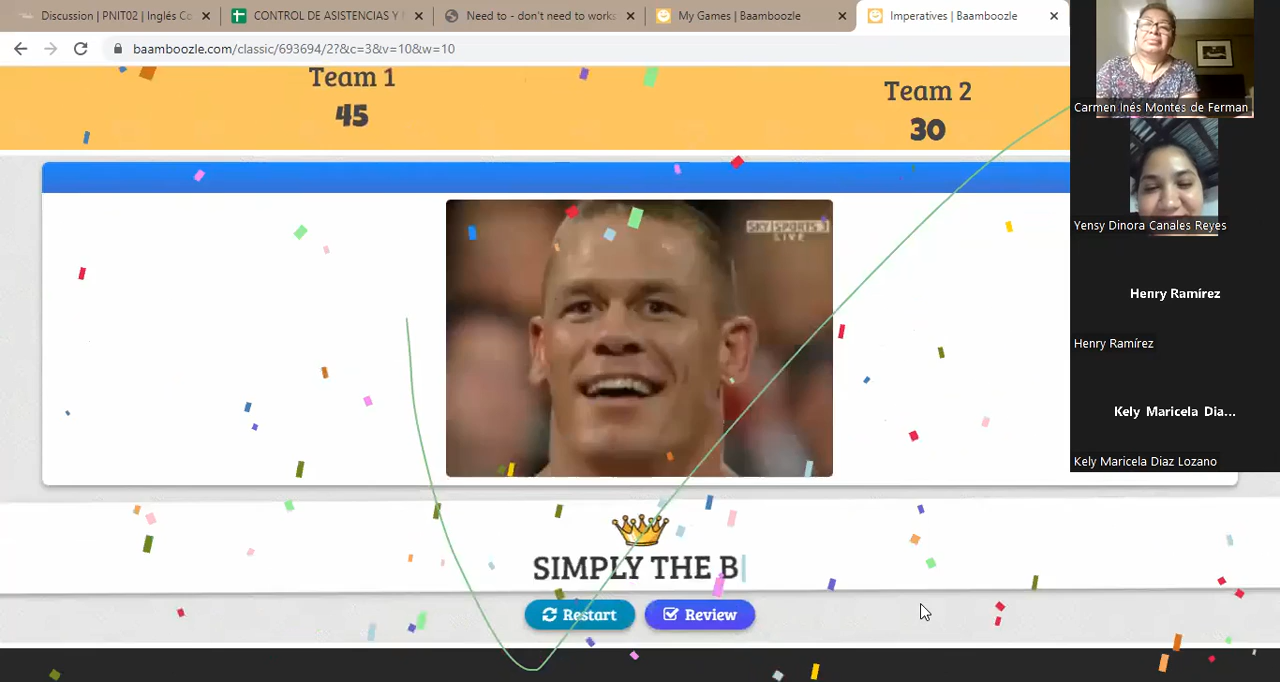 Discussion | PNIT02 | Inglés Co
CONTROL DE ASISTENCIAS Y
Need to - don't need to works
My Games | Baamboozle
Imperatives | Baamboozle
baamboozle.com/classic/693694/2?&c=3&v=10&w=10
Team 1
45
Team 2
30
SKY SPORTS 3
LIVE
SIMPLY THE B
Restart
Review
Carmen Inés Montes de Ferman
Yensy Dinora Canales Reyes
Henry Ramírez
Henry Ramírez
Kely Maricela Dia...
Kely Maricela Diaz Lozano